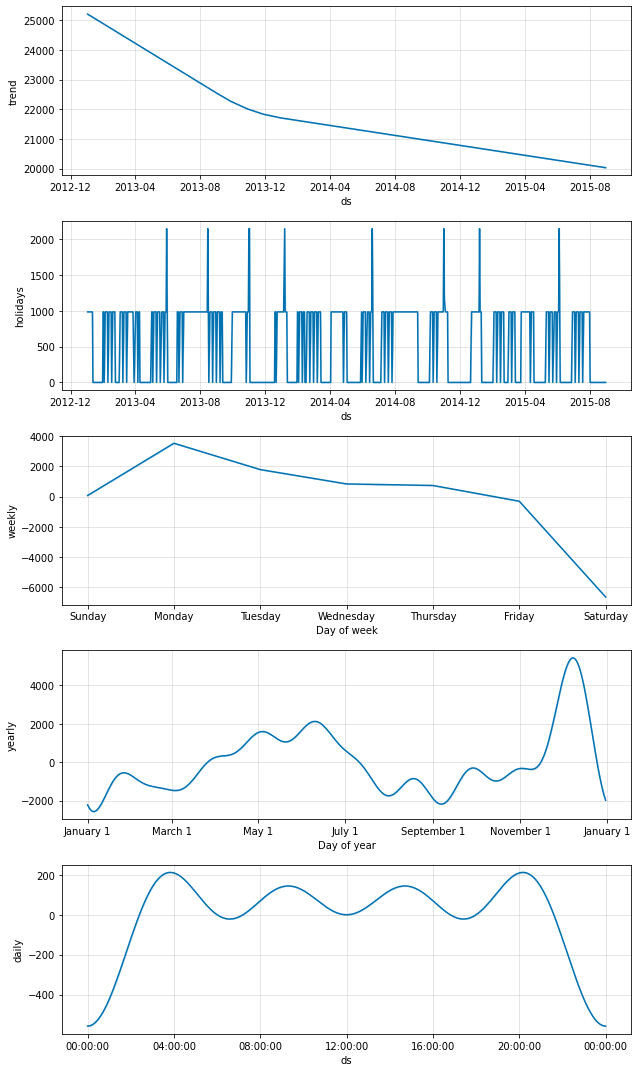 25000
24000
23000
22000
21000
20000
trend
2012-12 2013-04 2013-08 2013-12 2014-04 2014-08 2014-12 2015-04 2015-08
ds
2000
1500
1000
500
0
holidays
2012-12 2013-04 2013-08 2013-12 2014-04 2014-08 2014-12 2015-04 2015-08
ds
4000
2000
0
−2000
−4000
−6000
weekly
Sunday Monday Tuesday Wednesday Thursday Friday Saturday
Day of week
4000
2000
0
−2000
yearly
January 1 March 1 May 1 July 1 September 1 November 1 January 1
Day of year
200
0
−200
−400
daily
00:00:00 04:00:00 08:00:00 12:00:00 16:00:00 20:00:00 00:00:00
ds